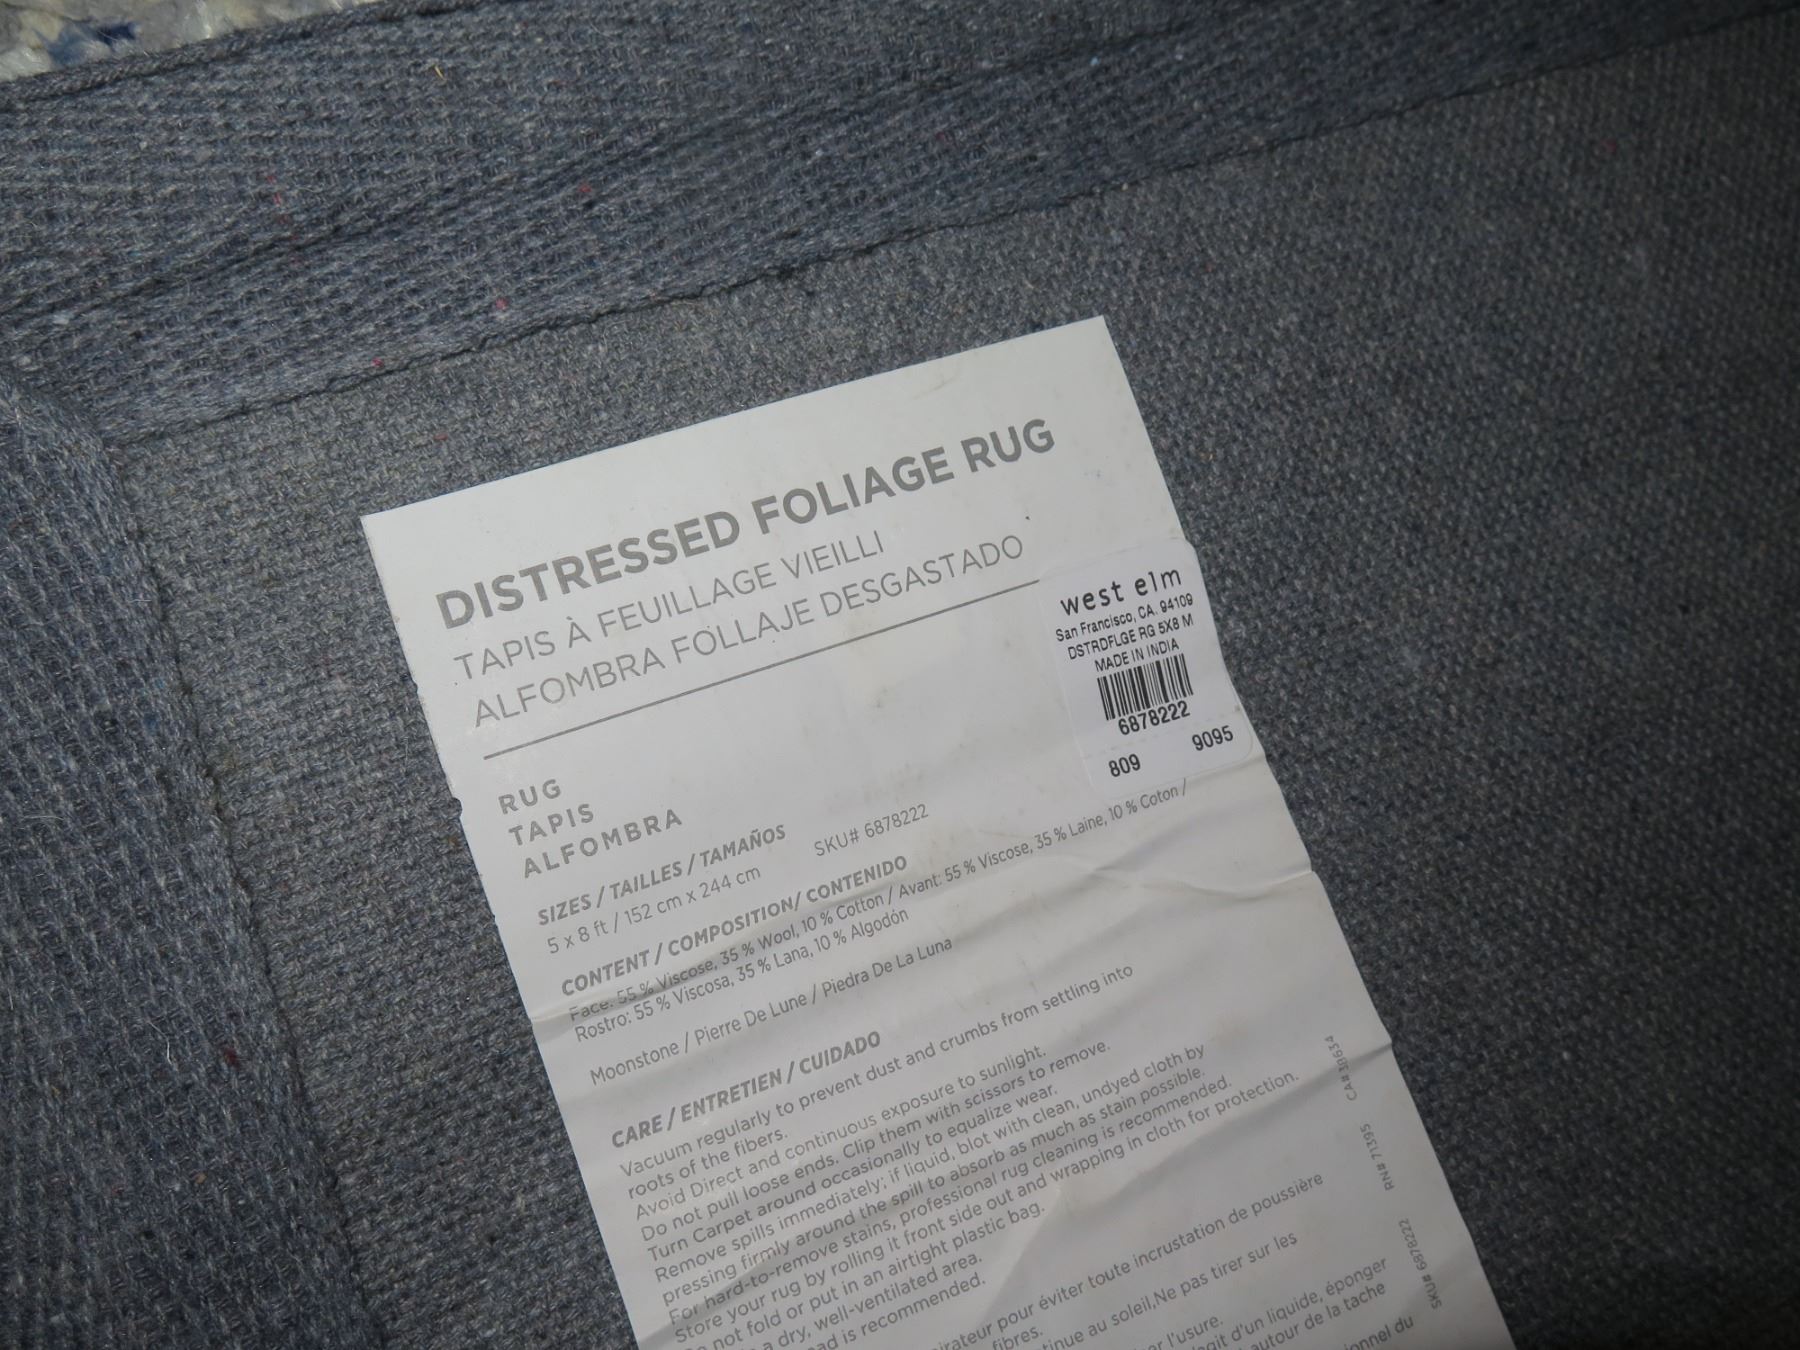 DISTRESSED FOLIAGE RUG
TAPIS À FEUILLAGE VIEILLI
ALFOMBRA FOLLAJE DESGASTADO
west elm
San Francisco, CA. 94109
DSTRDFLGE RG 5X8 M
MADE IN INDIA
6878222
809 9095
RUG
TAPIS
ALFOMBRA
SIZES / TAILLES / TAMAÑOS
5 x 8 ft / 152 cm x 244 cm
SKU# 6878222
CONTENT / COMPOSITION/ CONTENIDO
Face: 55 % Viscose, 35 % Wool, 10 % Cotton / Avant: 55 % Viscose, 35 % Laine, 10 % Coton /
Rostro: 55 % Viscosa, 35 % Lana, 10 % Algodón
Moonstone / Pierre De Lune / Piedra De La Luna
CARE / ENTRETIEN / CUIDADO
Vacuum regularly to prevent dust and crumbs from settling into
roots of the fibers.
Avoid Direct and continuous exposure to sunlight.
Do not pull loose ends. Clip them with scissors to remove.
Turn Carpet around occasionally to equalize wear.
Remove spills immediately; if liquid, blot with clean, undyed cloth by
pressing firmly around the spill to absorb as much as stain possible.
For hard-to-remove stains, professional rug cleaning is recommended.
Store your rug by rolling it front side out and wrapping in cloth for protection.
not fold or put in an airtight plastic bag.
a dry, well-ventilated area.
is recommended.
pour éviter toute incrustation de poussière
fibres.
au soleil,Ne pas tirer sur les
l'usure.
d'un liquide, éponger
autour de la tache
du
CA# 38634
RN# 71395
SKU# 6878222